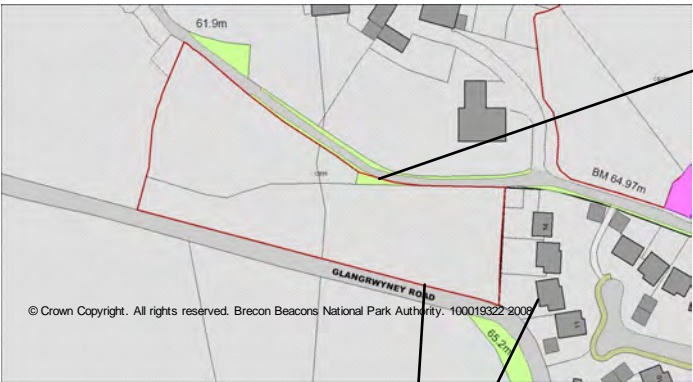 61.9m
BM 64.97m
GLANGRWYNEY ROAD
© Crown Copyright. All rights reserved. Brecon Beacons National Park Authority. 100019322 2008
65.2m
11